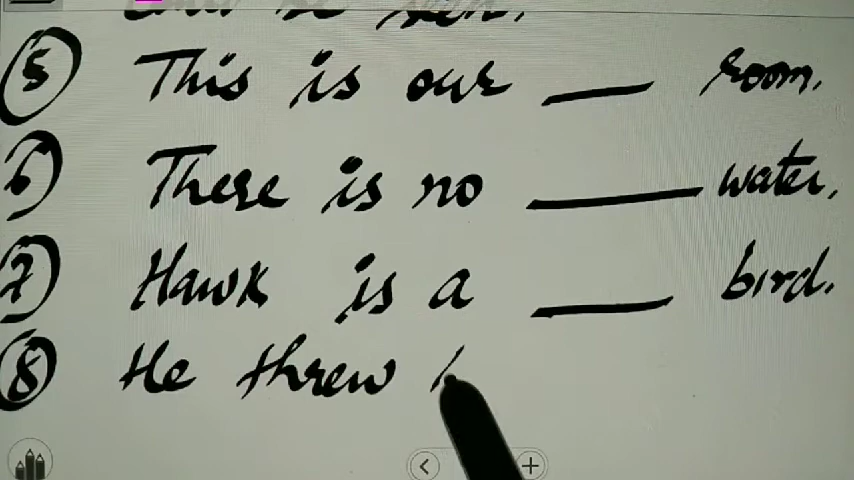 ⑤ This is our ___ room.
⑥ There is no ___ water.
⑦ Hawk is a ___ bird.
⑧ He threw